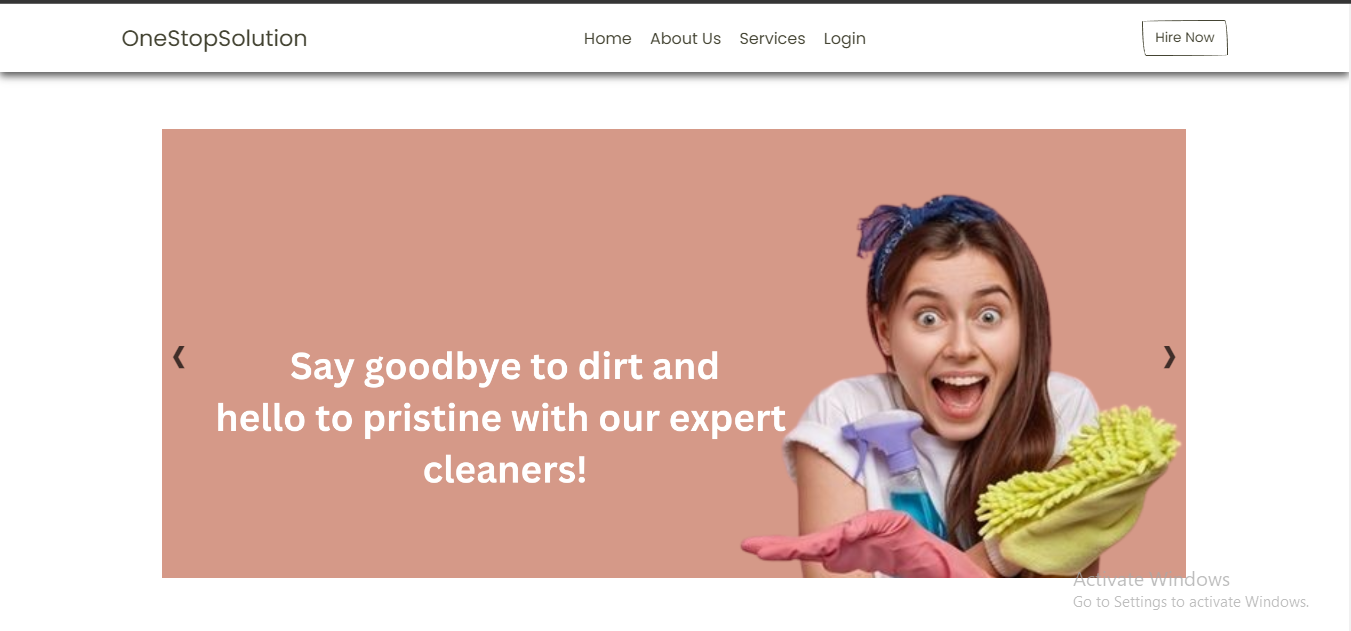 OneStopSolution
Home About Us Services Login
Hire Now
Say goodbye to dirt and
hello to pristine with our expert
cleaners!
Activate Windows
Go to Settings to activate Windows.